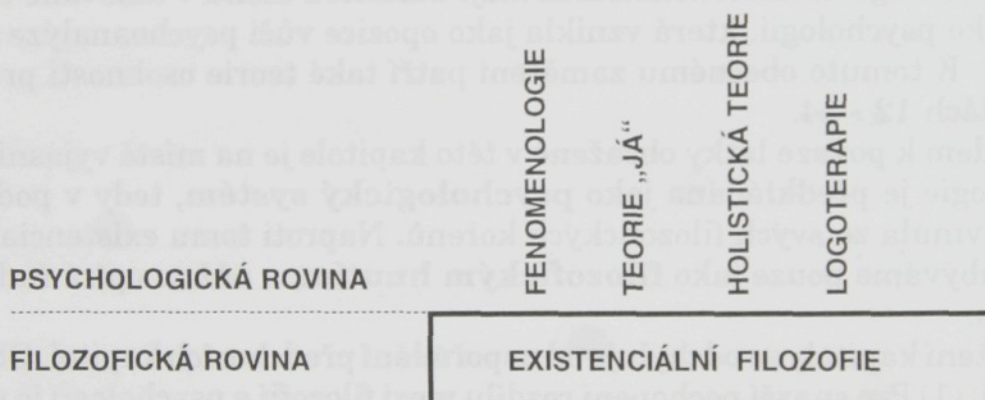 FENOMENOLOGIE
TEORIE „JÁ“
HOLISTICKÁ TEORIE
LOGOTERAPIE
PSYCHOLOGICKÁ ROVINA
FILOZOFICKÁ ROVINA
EXISTENCIÁLNÍ FILOZOFIE